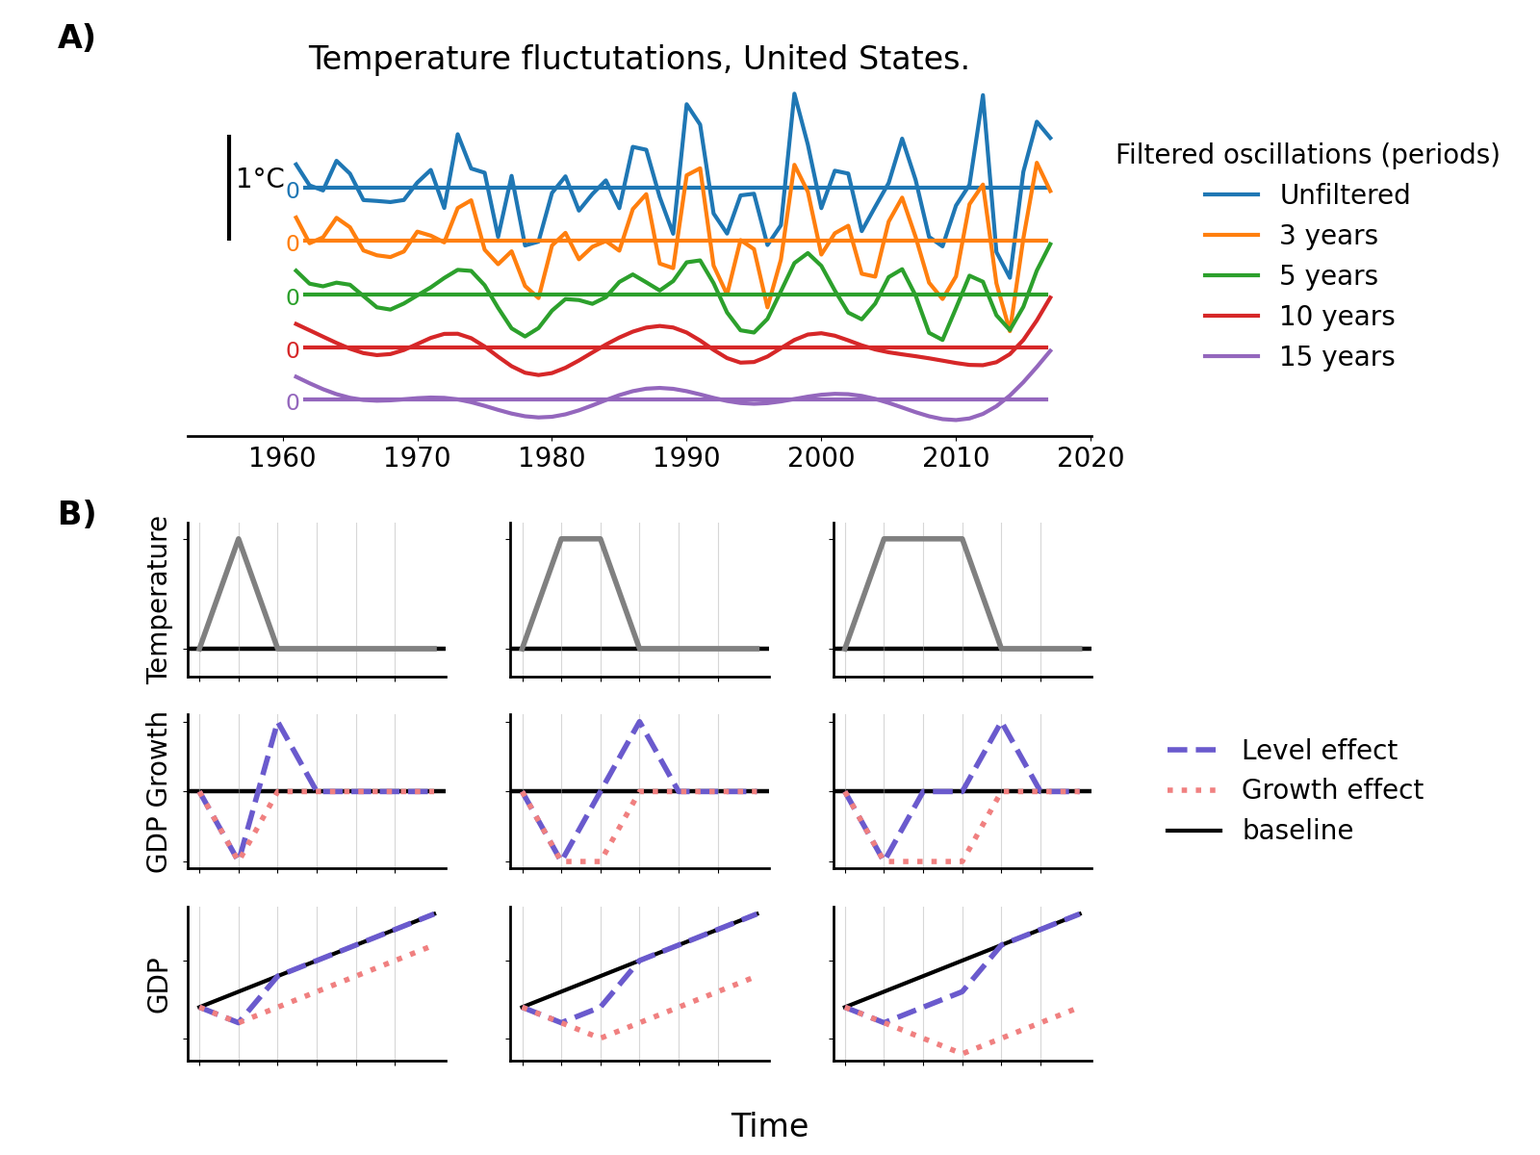 A)
Temperature fluctutations, United States.
1°C
0
0
0
0
0
Filtered oscillations (periods)
Unfiltered
3 years
5 years
10 years
15 years
1960 1970 1980 1990 2000 2010 2020
B)
Temperature
GDP Growth
GDP
Level effect
Growth effect
baseline
Time